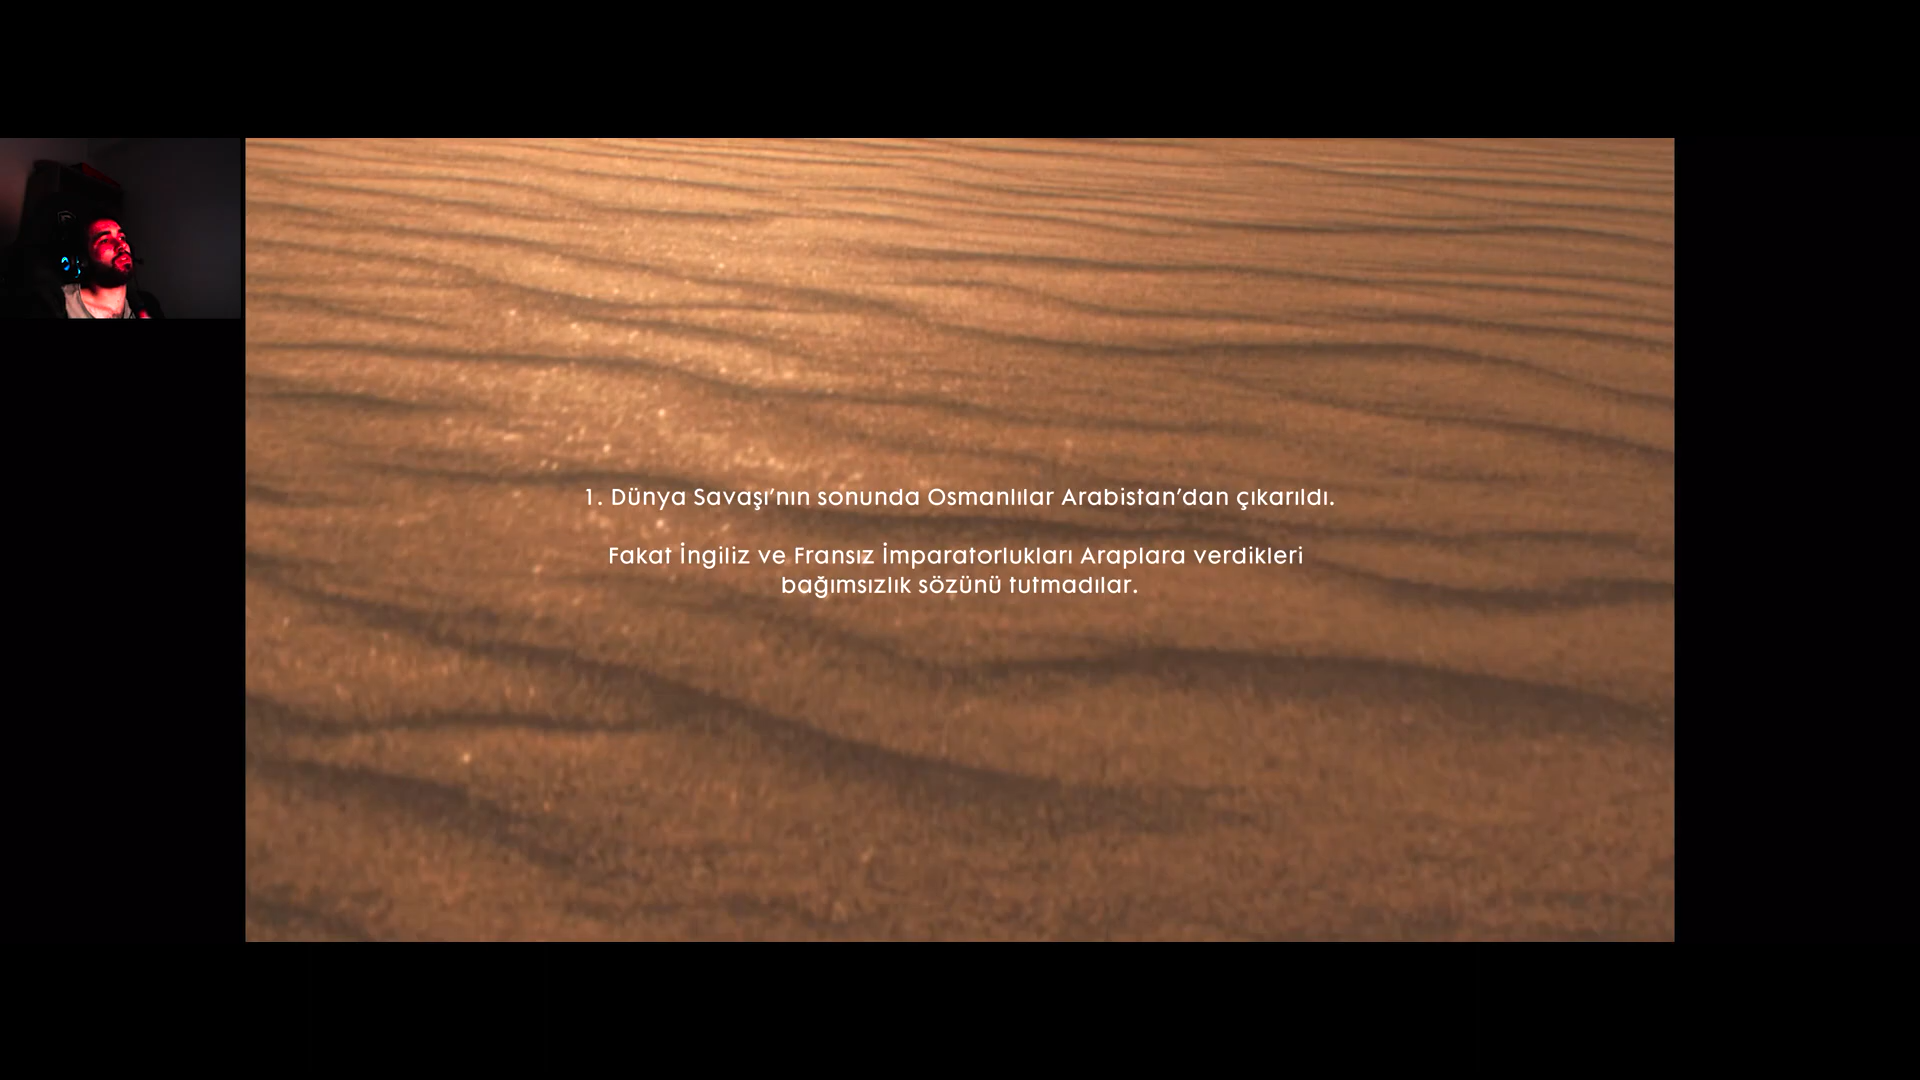 1. Dünya Savaşı’nın sonunda Osmanlılar Arabistan’dan çıkarıldı.
Fakat İngiliz ve Fransız İmparatorlukları Araplara verdikleri
bağımsızlık sözünü tutmadılar.